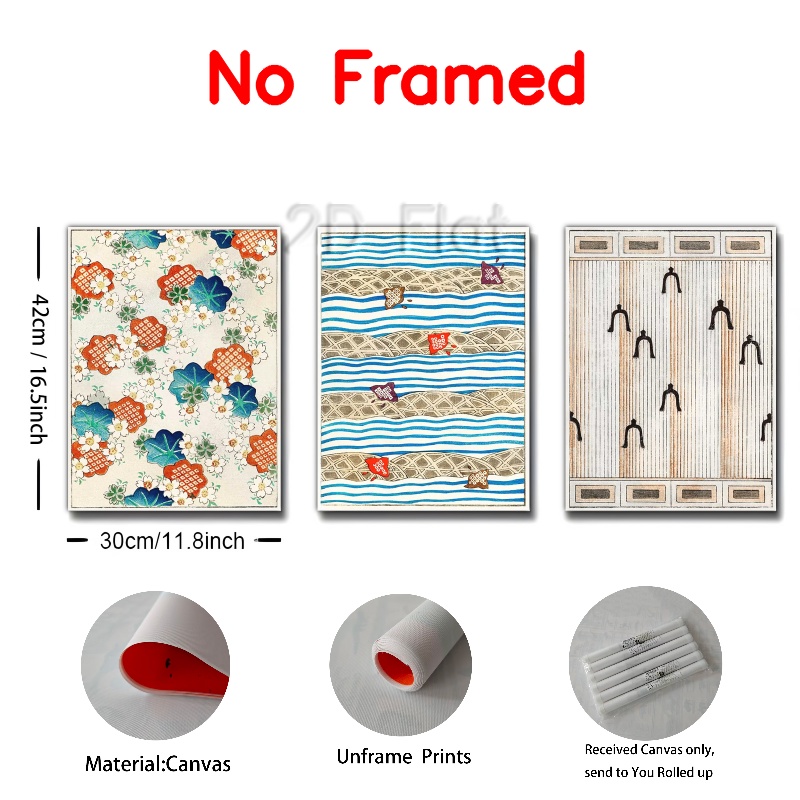 No Framed
2D Flat
42cm / 16.5inch
30cm/11.8inch
Material:Canvas
Unframe Prints
Received Canvas only,
send to You Rolled up